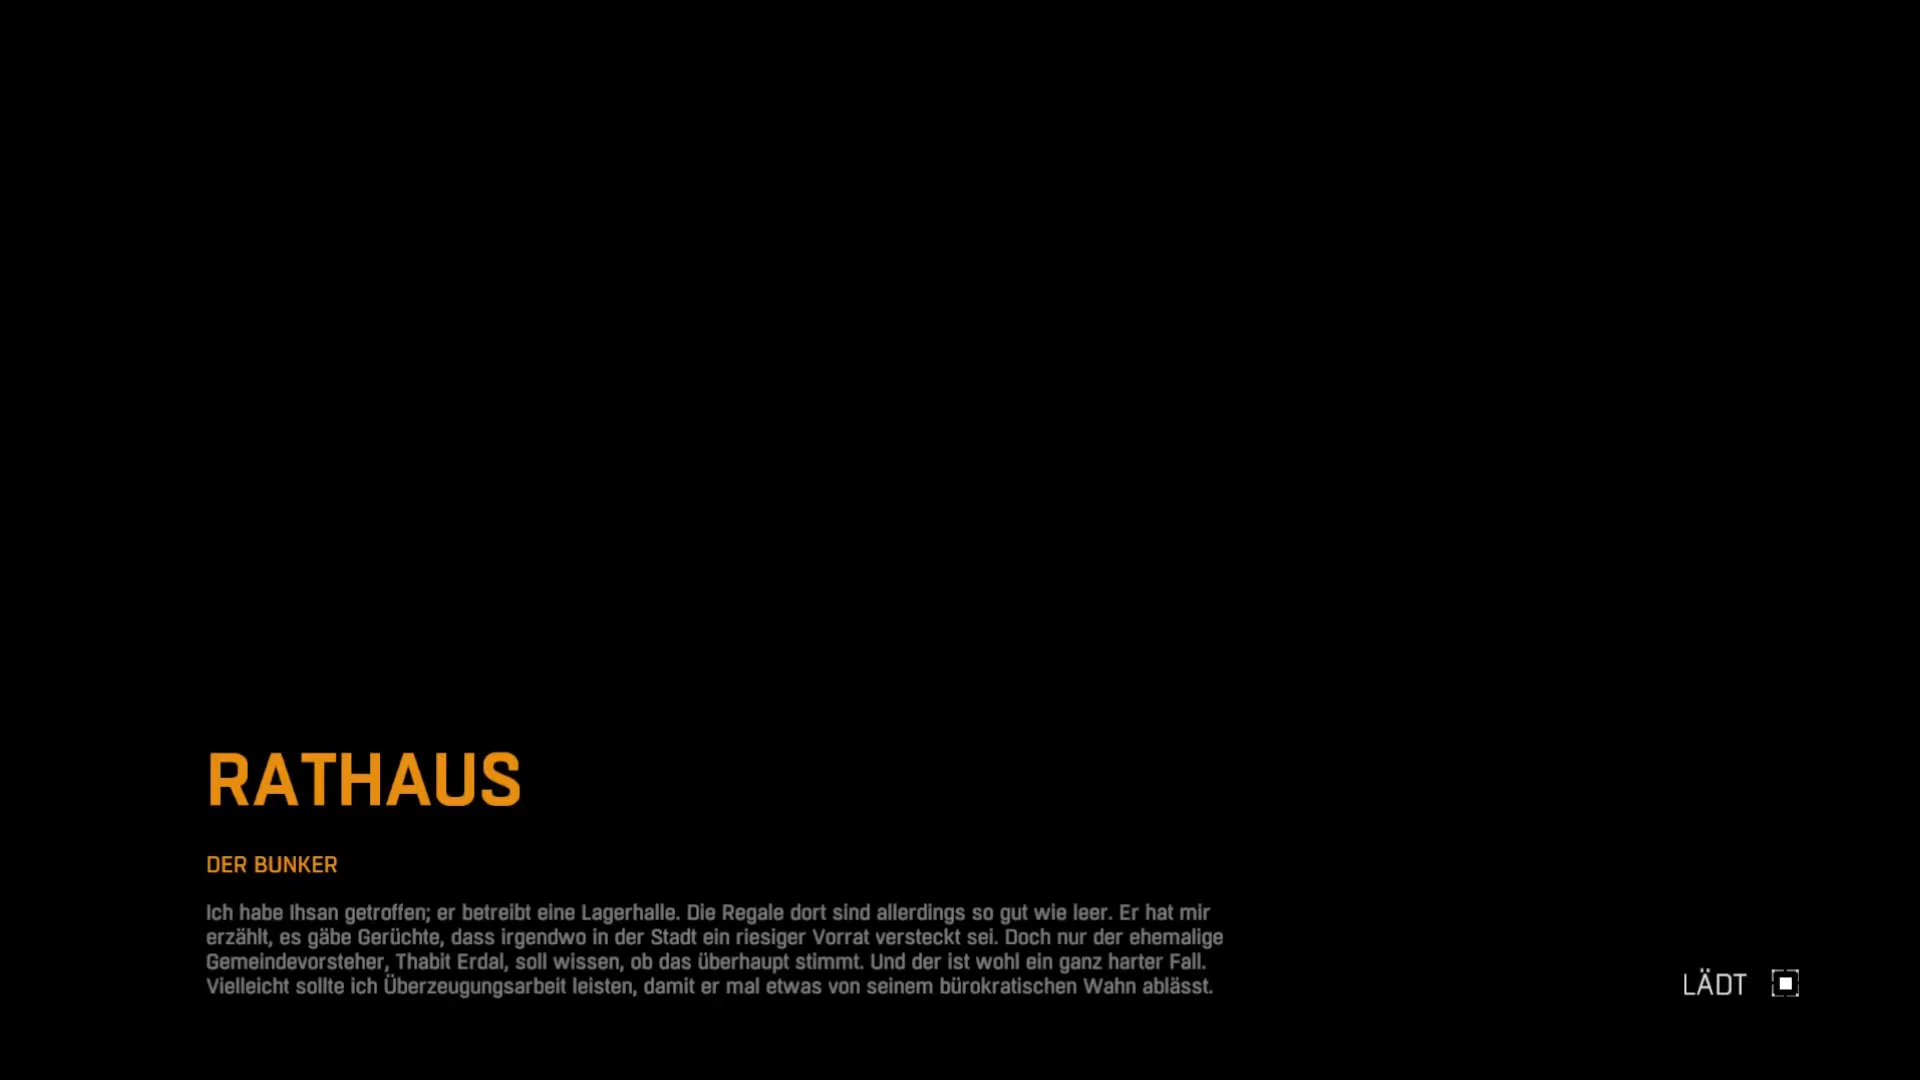 RATHAUS
DER BUNKER
Ich habe Ihsan getroffen; er betreibt eine Lagerhalle. Die Regale dort sind allerdings so gut wie leer. Er hat mir
erzählt, es gäbe Gerüchte, dass irgendwo in der Stadt ein riesiger Vorrat versteckt sei. Doch nur der ehemalige
Gemeindevorsteher, Thabit Erdal, soll wissen, ob das überhaupt stimmt. Und der ist wohl ein ganz harter Fall.
Vielleicht sollte ich Überzeugungsarbeit leisten, damit er mal etwas von seinem bürokratischen Wahn ablässt.
LÄDT